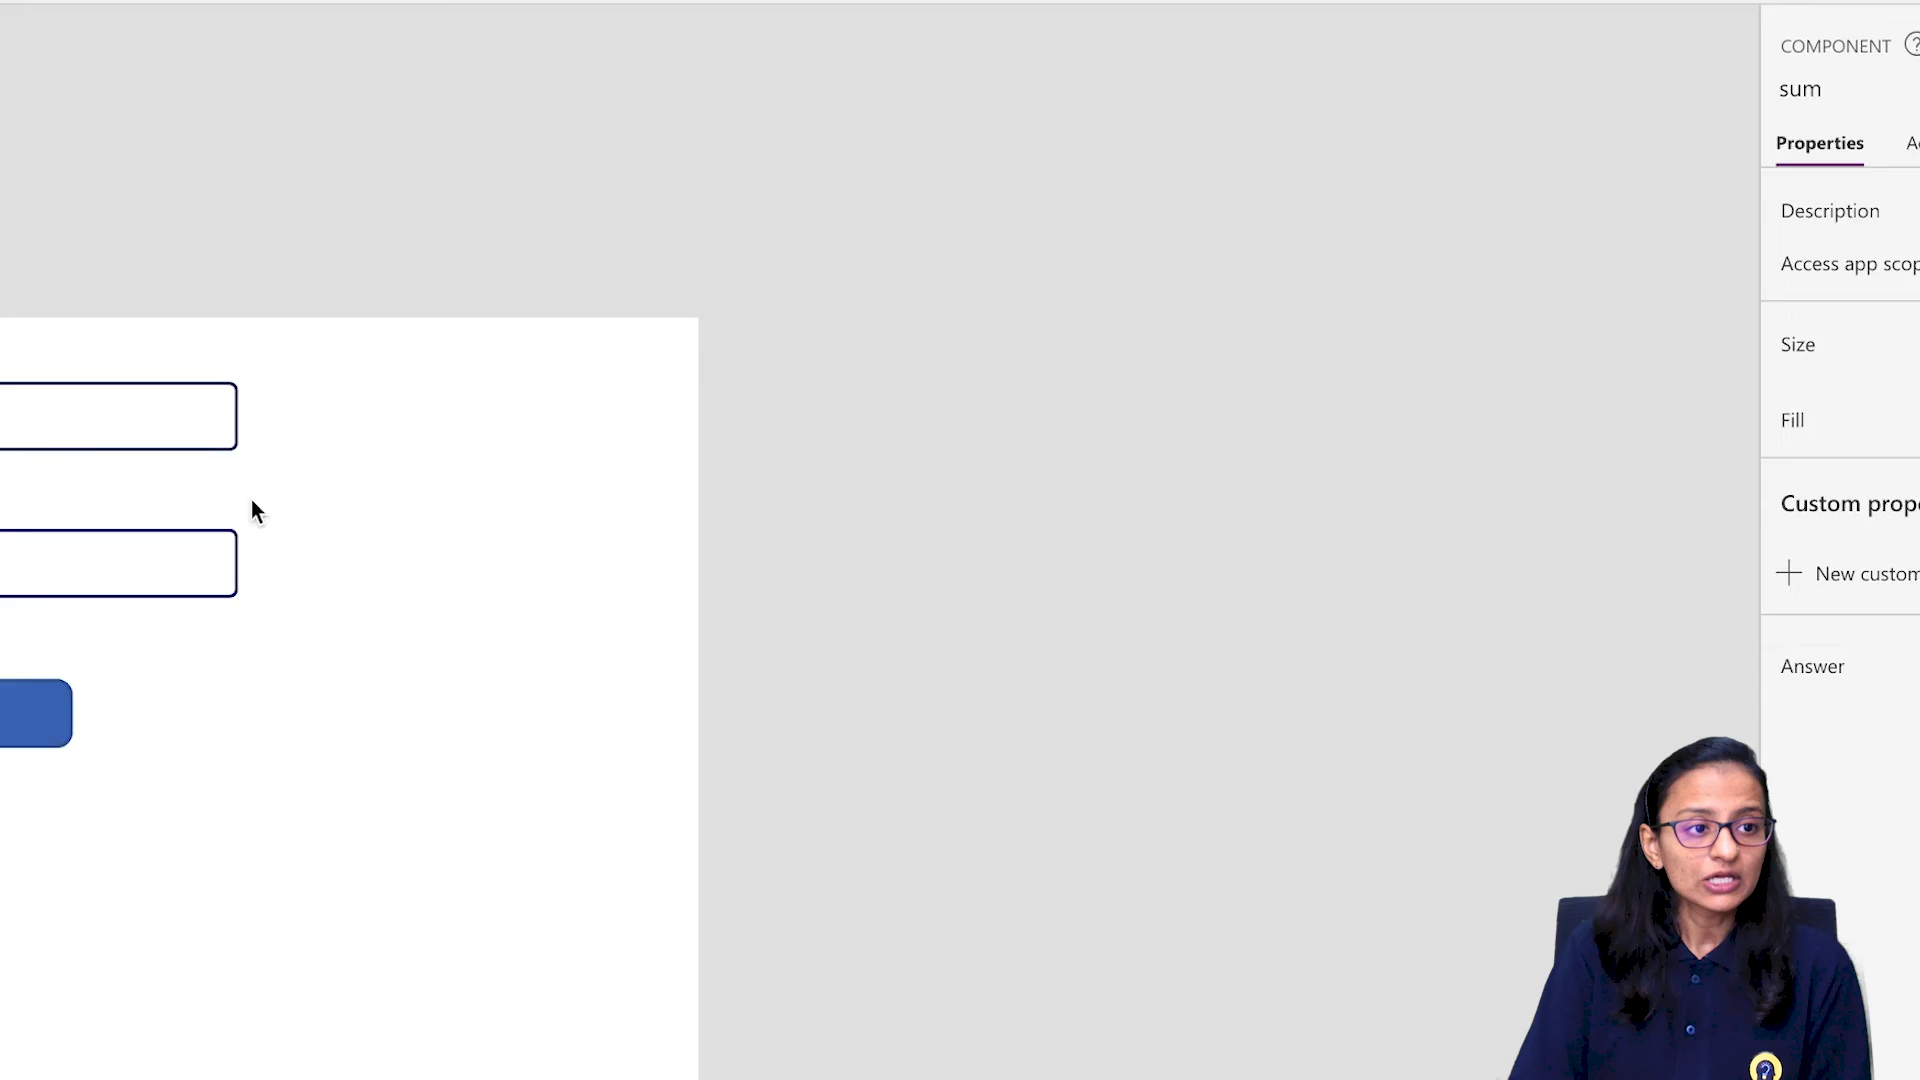 COMPONENT
sum
Properties
Description
Access app scop
Size
Fill
Custom prop
New custom
Answer